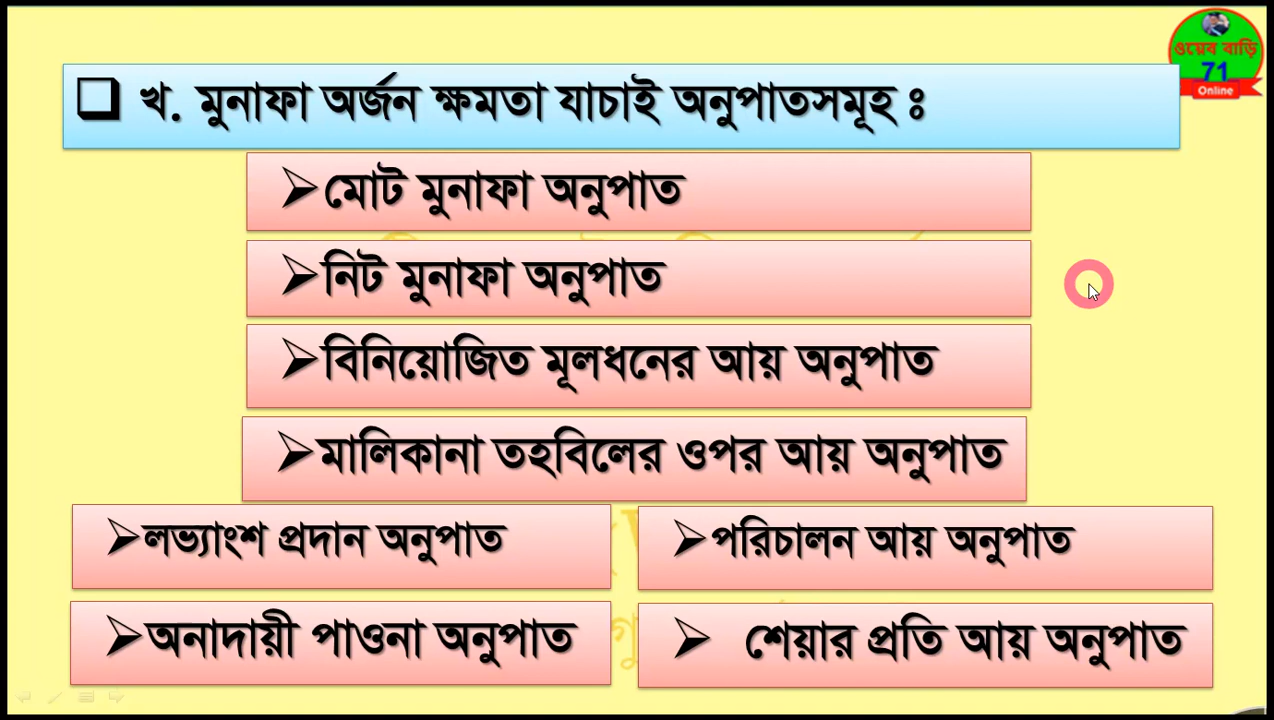 ওয়েব বাড়ি
71
Online
খ. মুনাফা অর্জন ক্ষমতা যাচাই অনুপাতসমূহ ঃ
মোট মুনাফা অনুপাত
নিট মুনাফা অনুপাত
বিনিয়োজিত মূলধনের আয় অনুপাত
মালিকানা তহবিলের ওপর আয় অনুপাত
লভ্যাংশ প্রদান অনুপাত
পরিচালন আয় অনুপাত
অনাদায়ী পাওনা অনুপাত
শেয়ার প্রতি আয় অনুপাত